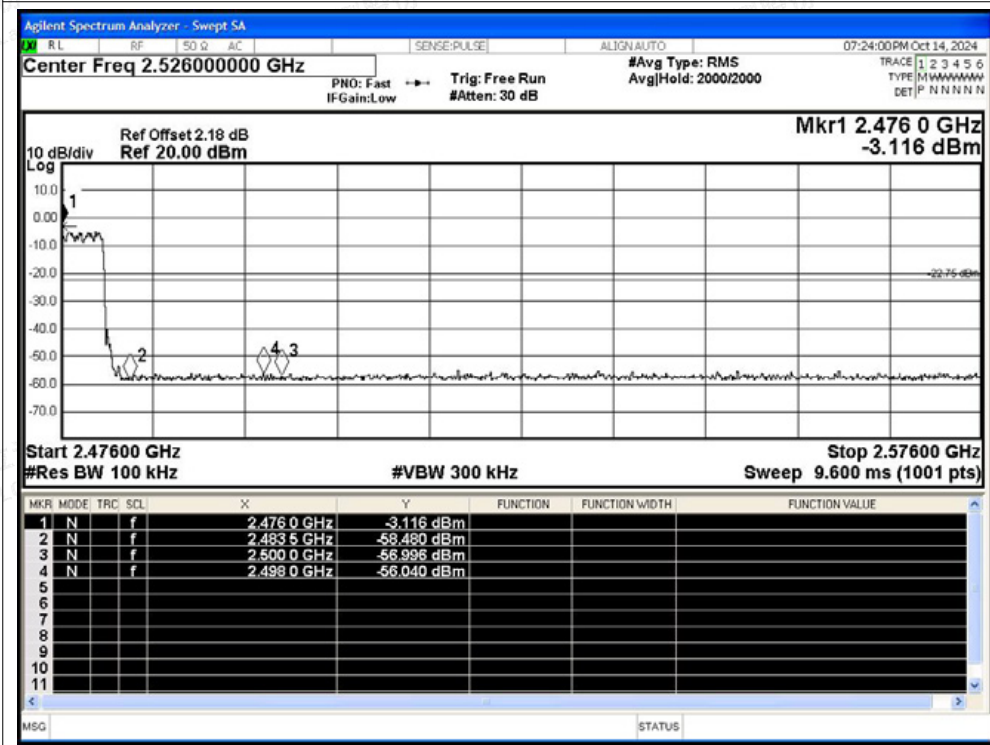 Agilent Spectrum Analyzer - Swept SA
RL RF 50 Ω AC SENSE:PULSE ALIGN AUTO 07:24:00 PM Oct 14, 2024
Center Freq 2.526000000 GHz
PNO: Fast
IFGain:Low
Trig: Free Run
#Atten: 30 dB
#Avg Type: RMS
Avg|Hold: 2000/2000
TRACE 1 2 3 4 5 6
TYPE M WWWWW
DET P N N N N N
Mkr1 2.476 0 GHz
-3.116 dBm
Ref Offset 2.18 dB
10 dB/div Ref 20.00 dBm
Log
10.0
1
0.00
-10.0
-20.0
-22.75 dBm
-30.0
-40.0
-50.0
2 4 3
-60.0
-70.0
Start 2.47600 GHz Stop 2.57600 GHz
#Res BW 100 kHz #VBW 300 kHz Sweep 9.600 ms (1001 pts)
MKR MODE TRC SCL X Y FUNCTION FUNCTION WIDTH FUNCTION VALUE
1 N f 2.476 0 GHz -3.116 dBm
2 N f 2.483 5 GHz -58.480 dBm
3 N f 2.500 0 GHz -56.996 dBm
4 N f 2.498 0 GHz -56.040 dBm
5
6
7
8
9
10
11
MSG STATUS